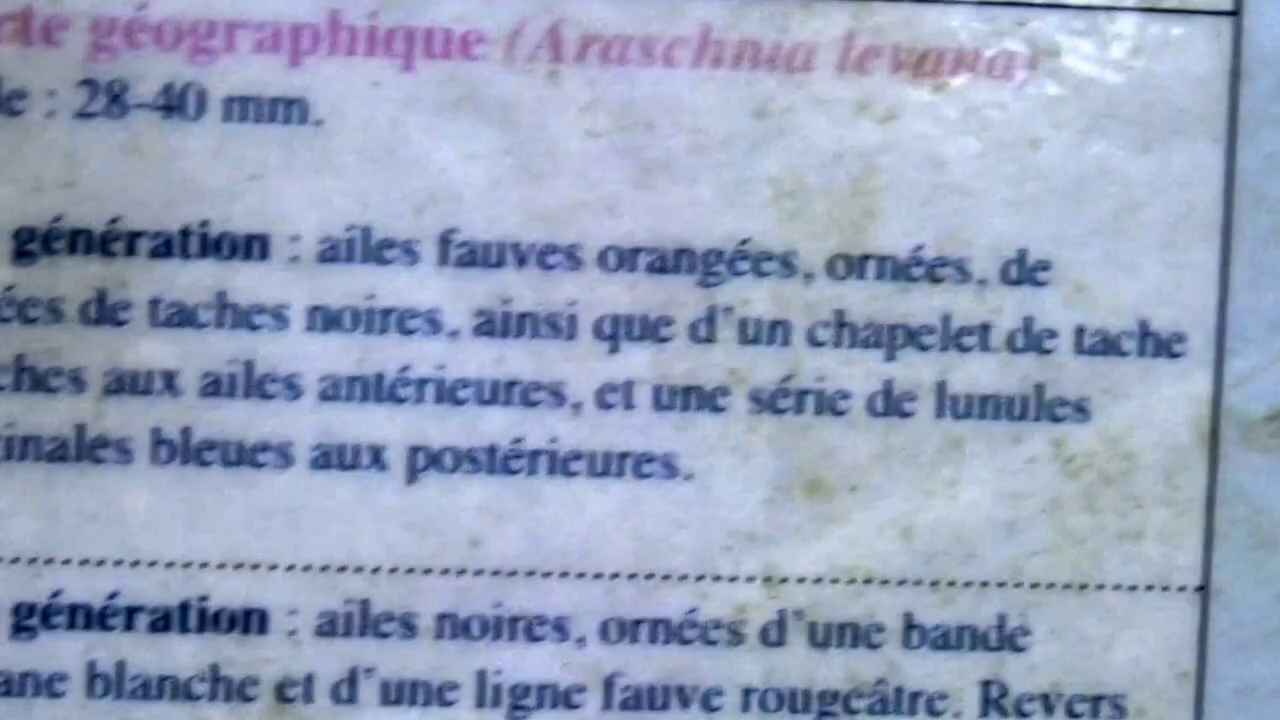 rte géographique (Araschnia levana)
le : 28-40 mm.
génération : ailes fauves orangées, ornées, de
ées de taches noires, ainsi que d'un chapelet de tache
ches aux ailes antérieures, et une série de lunules
inales bleues aux postérieures.
génération : ailes noires, ornées d'une bande
ane blanche et d'une ligne fauve rougeâtre. Revers